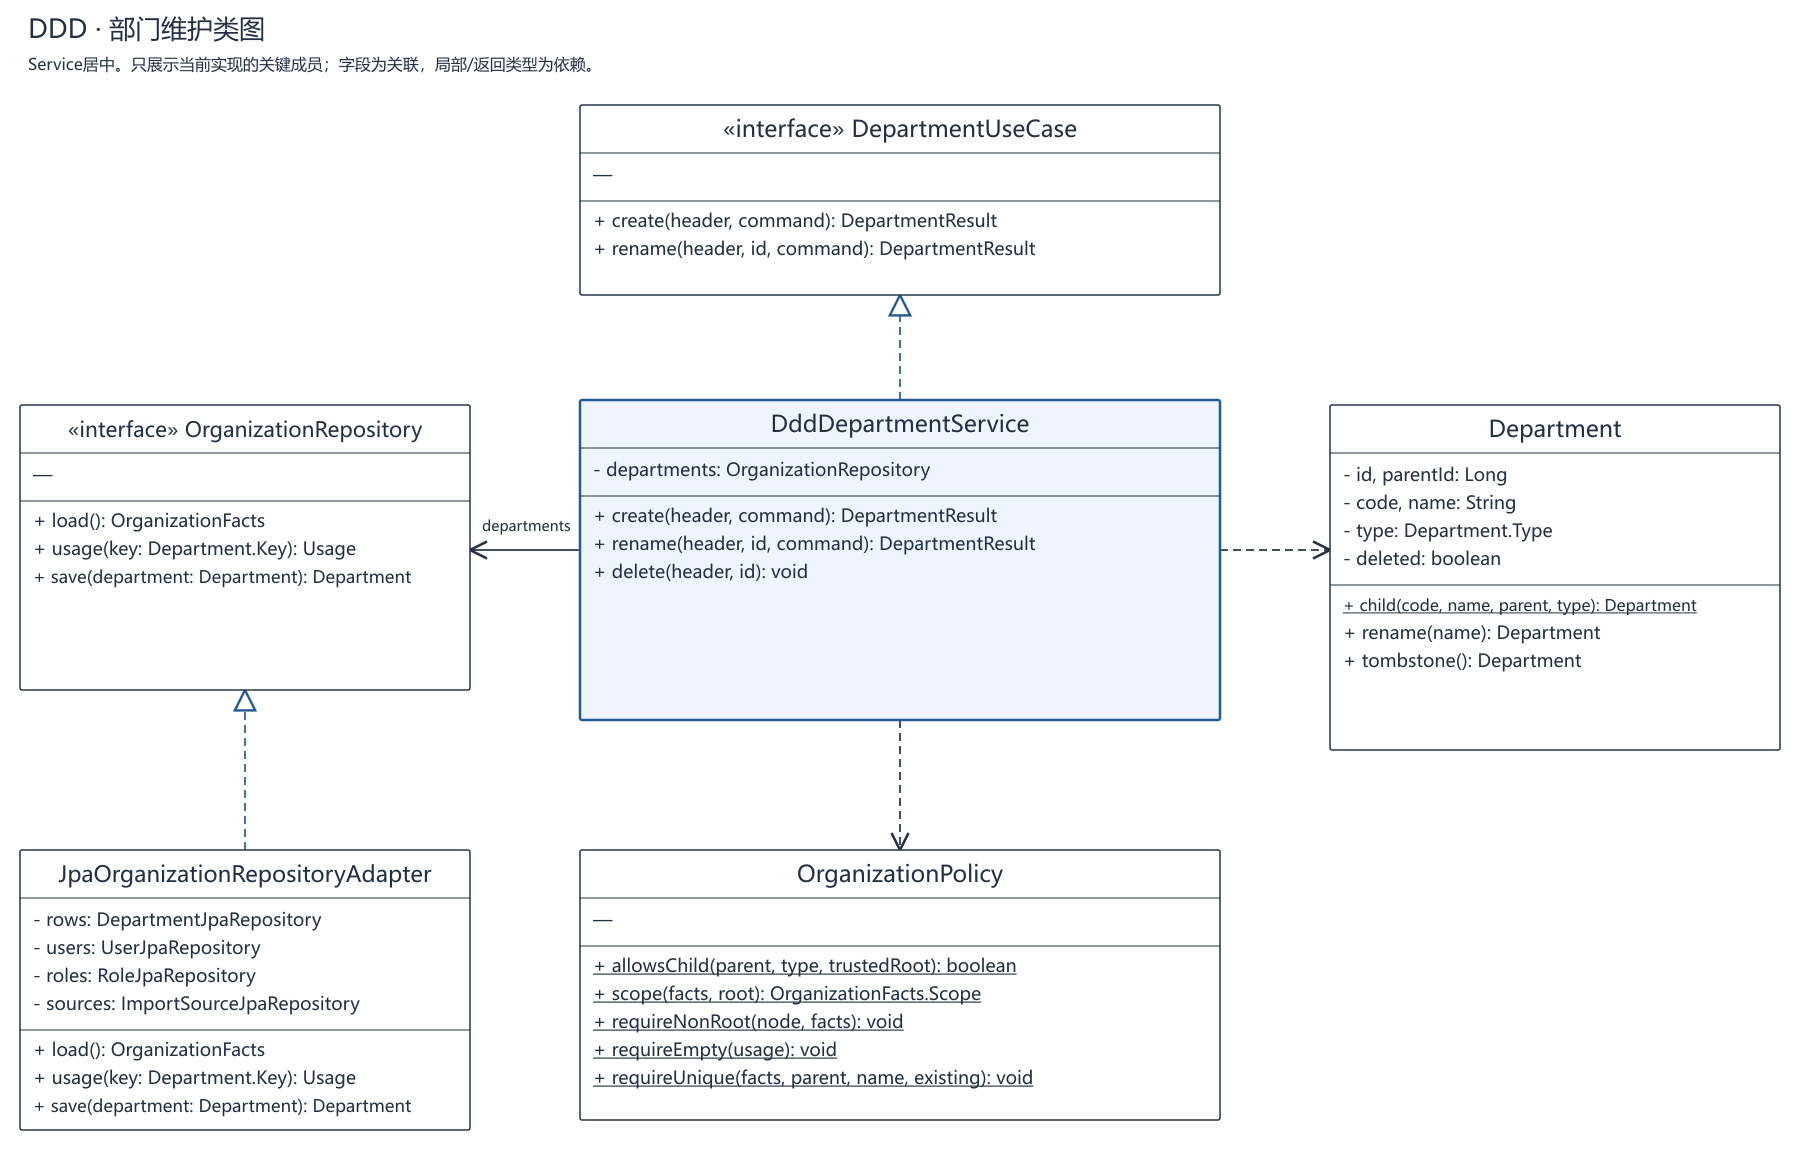 DDD · 部门维护类图
Service居中。只展示当前实现的关键成员；字段为关联，局部/返回类型为依赖。
«interface» DepartmentUseCase
—
+ create(header, command): DepartmentResult
+ rename(header, id, command): DepartmentResult
«interface» OrganizationRepository
—
+ load(): OrganizationFacts
+ usage(key: Department.Key): Usage
+ save(department: Department): Department
departments
DddDepartmentService
- departments: OrganizationRepository
+ create(header, command): DepartmentResult
+ rename(header, id, command): DepartmentResult
+ delete(header, id): void
Department
- id, parentId: Long
- code, name: String
- type: Department.Type
- deleted: boolean
+ child(code, name, parent, type): Department
+ rename(name): Department
+ tombstone(): Department
JpaOrganizationRepositoryAdapter
- rows: DepartmentJpaRepository
- users: UserJpaRepository
- roles: RoleJpaRepository
- sources: ImportSourceJpaRepository
+ load(): OrganizationFacts
+ usage(key: Department.Key): Usage
+ save(department: Department): Department
OrganizationPolicy
—
+ allowsChild(parent, type, trustedRoot): boolean
+ scope(facts, root): OrganizationFacts.Scope
+ requireNonRoot(node, facts): void
+ requireEmpty(usage): void
+ requireUnique(facts, parent, name, existing): void